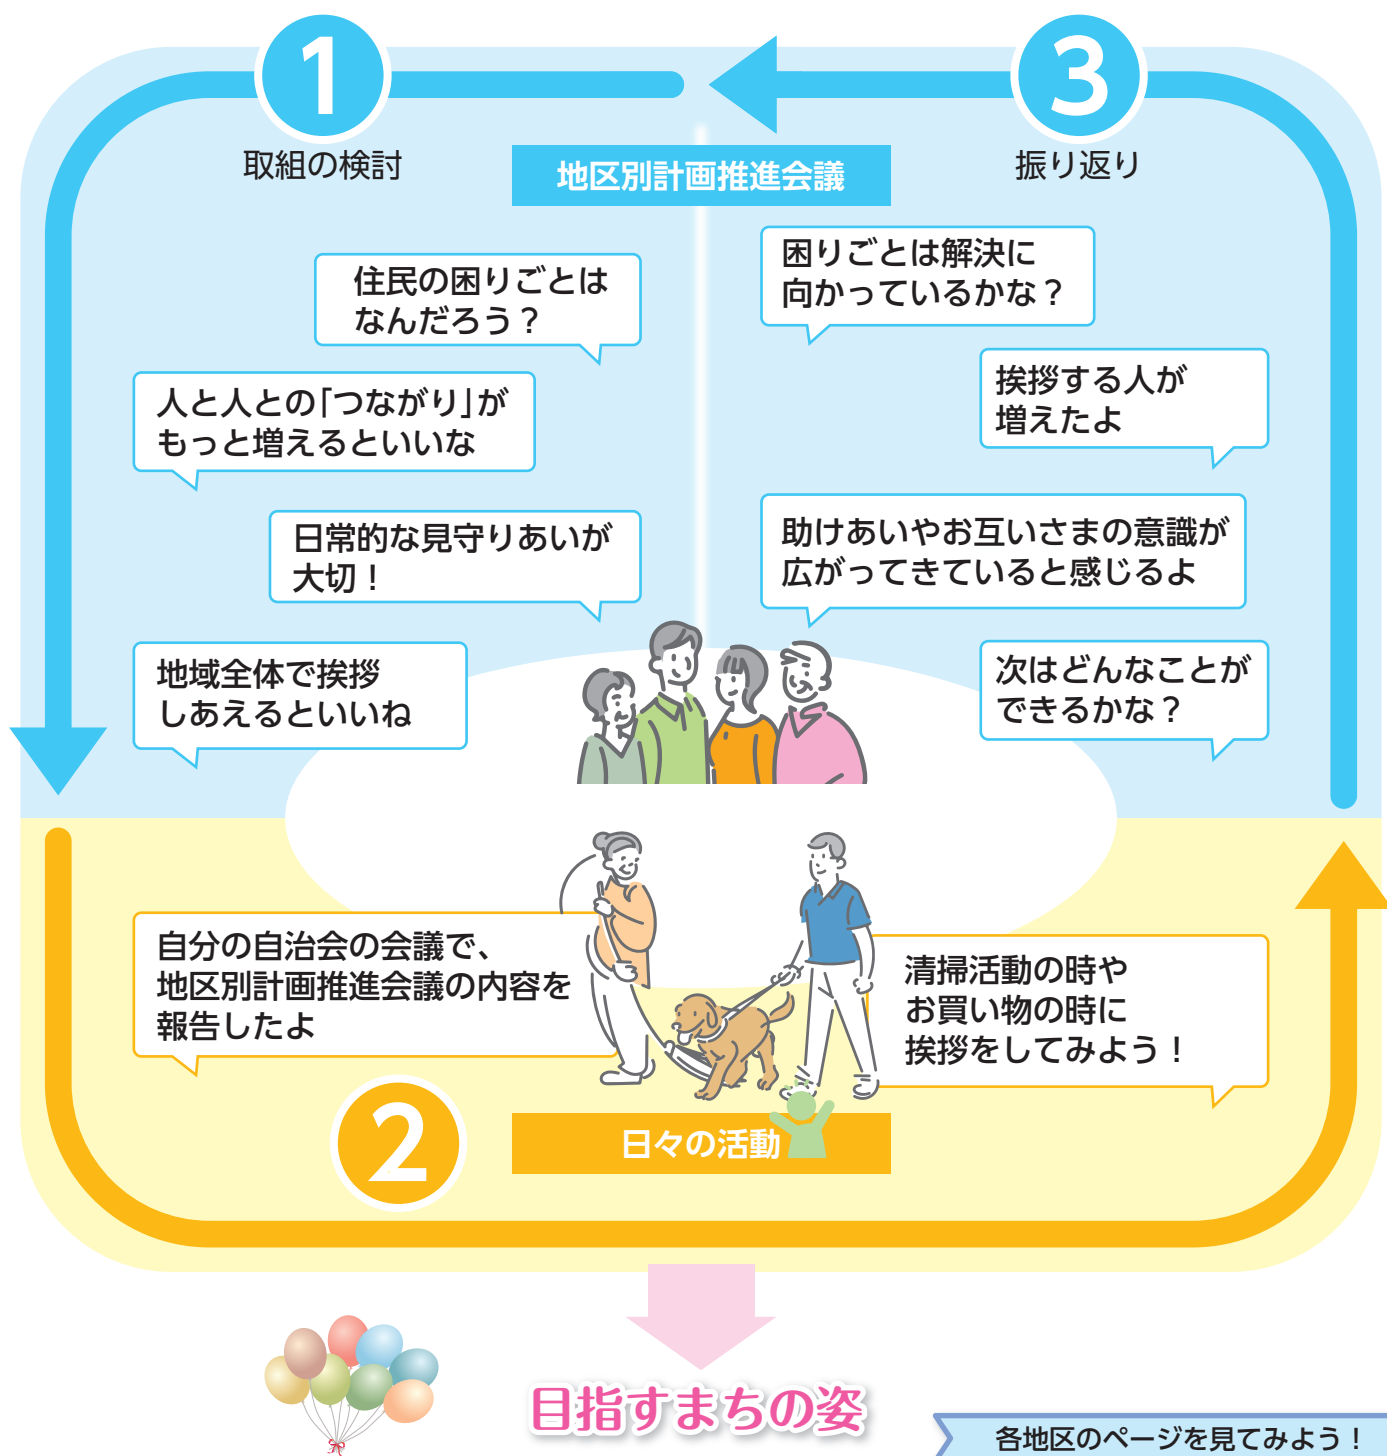 1
取組の検討
地区別計画推進会議
3
振り返り
住民の困りごとは
なんだろう？
人と人との「つながり」が
もっと増えるといいな
日常的な見守りあいが
大切！
地域全体で挨拶
しあえるといいね
困りごとは解決に
向かっているかな？
挨拶する人が
増えたよ
助けあいやお互いさまの意識が
広がってきていると感じるよ
次はどんなことが
できるかな？
自分の自治会の会議で、
地区別計画推進会議の内容を
報告したよ
清掃活動の時や
お買い物の時に
挨拶をしてみよう！
2
日々の活動
目指すまちの姿
各地区のページを見てみよう！